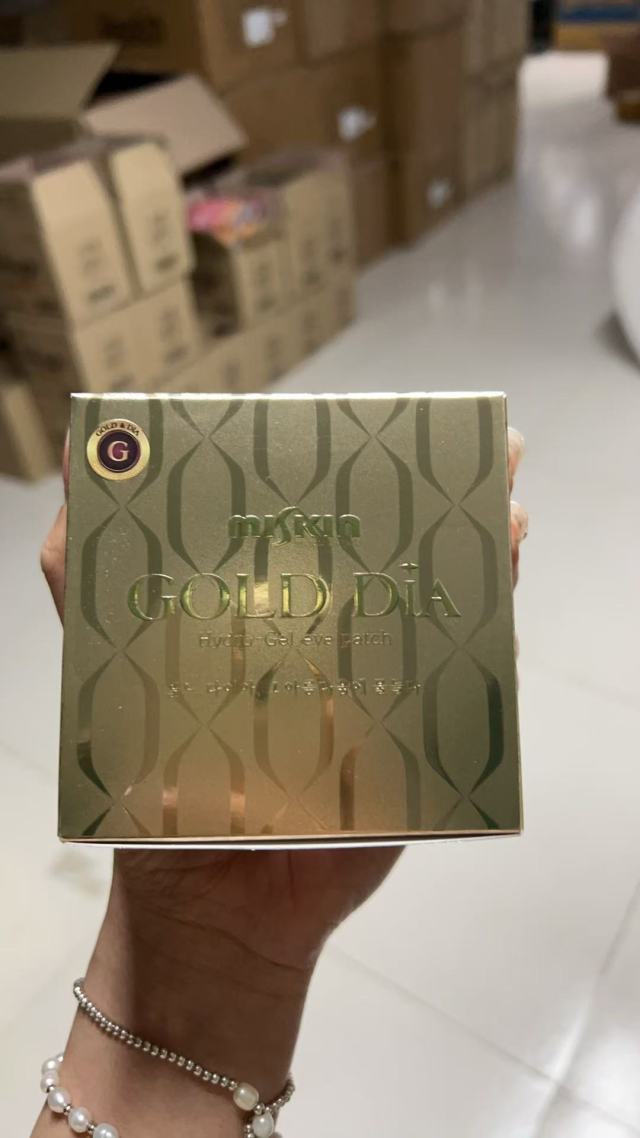 GOLD & DIA
G
mISKIn
GOLD DiA
Hydro-Gel eye patch